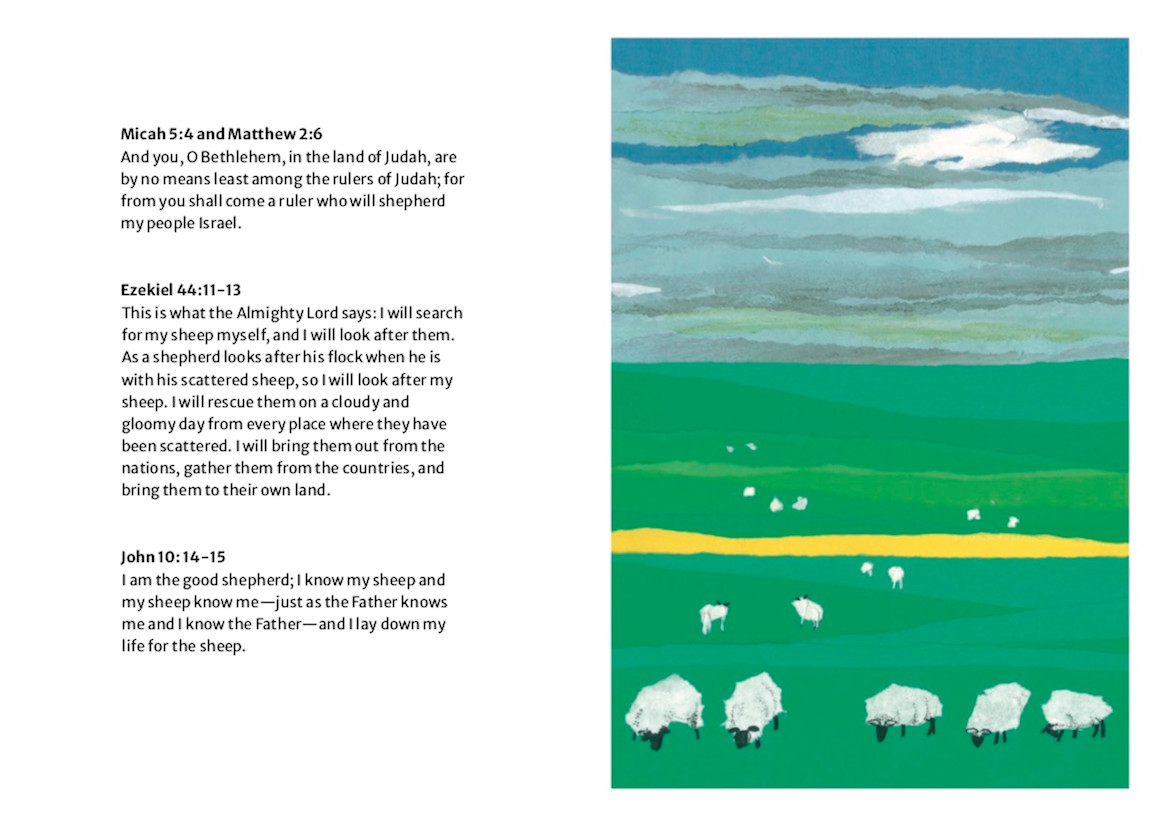 Micah 5:4 and Matthew 2:6
And you, O Bethlehem, in the land of Judah, are
by no means least among the rulers of Judah; for
from you shall come a ruler who will shepherd
my people Israel.
Ezekiel 44:11–13
This is what the Almighty Lord says: I will search
for my sheep myself, and I will look after them.
As a shepherd looks after his flock when he is
with his scattered sheep, so I will look after my
sheep. I will rescue them on a cloudy and
gloomy day from every place where they have
been scattered. I will bring them out from the
nations, gather them from the countries, and
bring them to their own land.
John 10: 14–15
I am the good shepherd; I know my sheep and
my sheep know me—just as the Father knows
me and I know the Father—and I lay down my
life for the sheep.